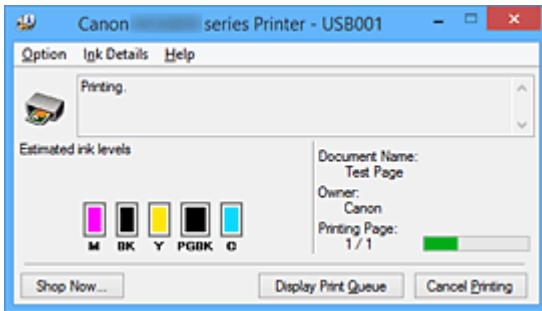 Canon series Printer - USB001
Option Ink Details Help
Printing.
Estimated ink levels
M BK Y PGBK C
Document Name:
Test Page
Owner:
Canon
Printing Page:
1 / 1
Shop Now... Display Print Queue Cancel Printing